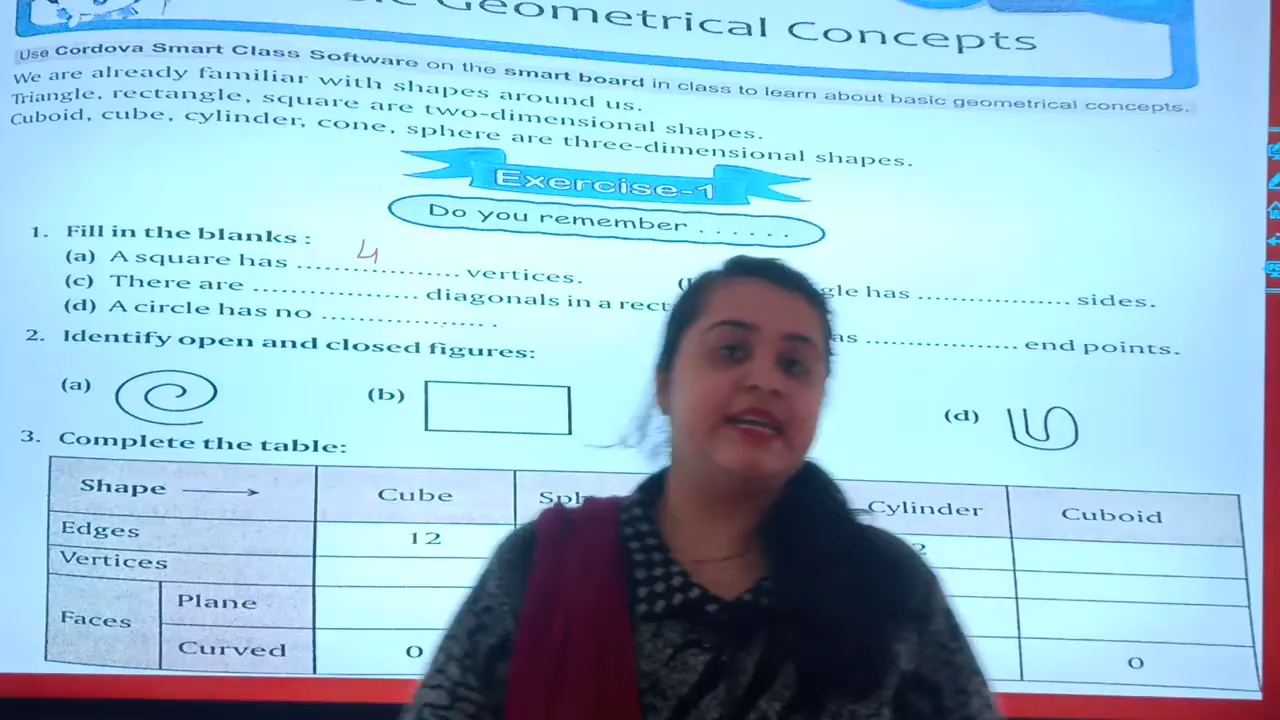 Geometrical Concepts
Use Cordova Smart Class Software on the smart board in class to learn about basic geometrical concepts.
We are already familiar with shapes around us.
Triangle, rectangle, square are two-dimensional shapes.
Cuboid, cube, cylinder, cone, sphere are three-dimensional shapes.
Exercise-1
Do you remember ......
1. Fill in the blanks :
(a) A square has ......4...... vertices.
has .................. sides.
(c) There are .................. diagonals in a
(d) A circle has no .................. .
.................. end points.
2. Identify open and closed figures:
(a) (b) (d)
3. Complete the table:
Shape Cube Cylinder Cuboid
Edges 12
Vertices
Faces Plane
Curved 0 0